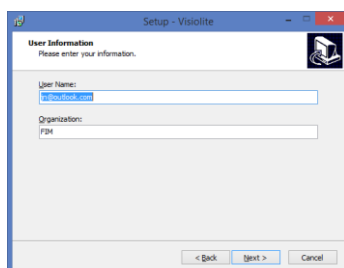 Setup - Visiolite
User Information
Please enter your information.
User Name:
m@outlook.com
Organization:
FIM
< Back
Next >
Cancel